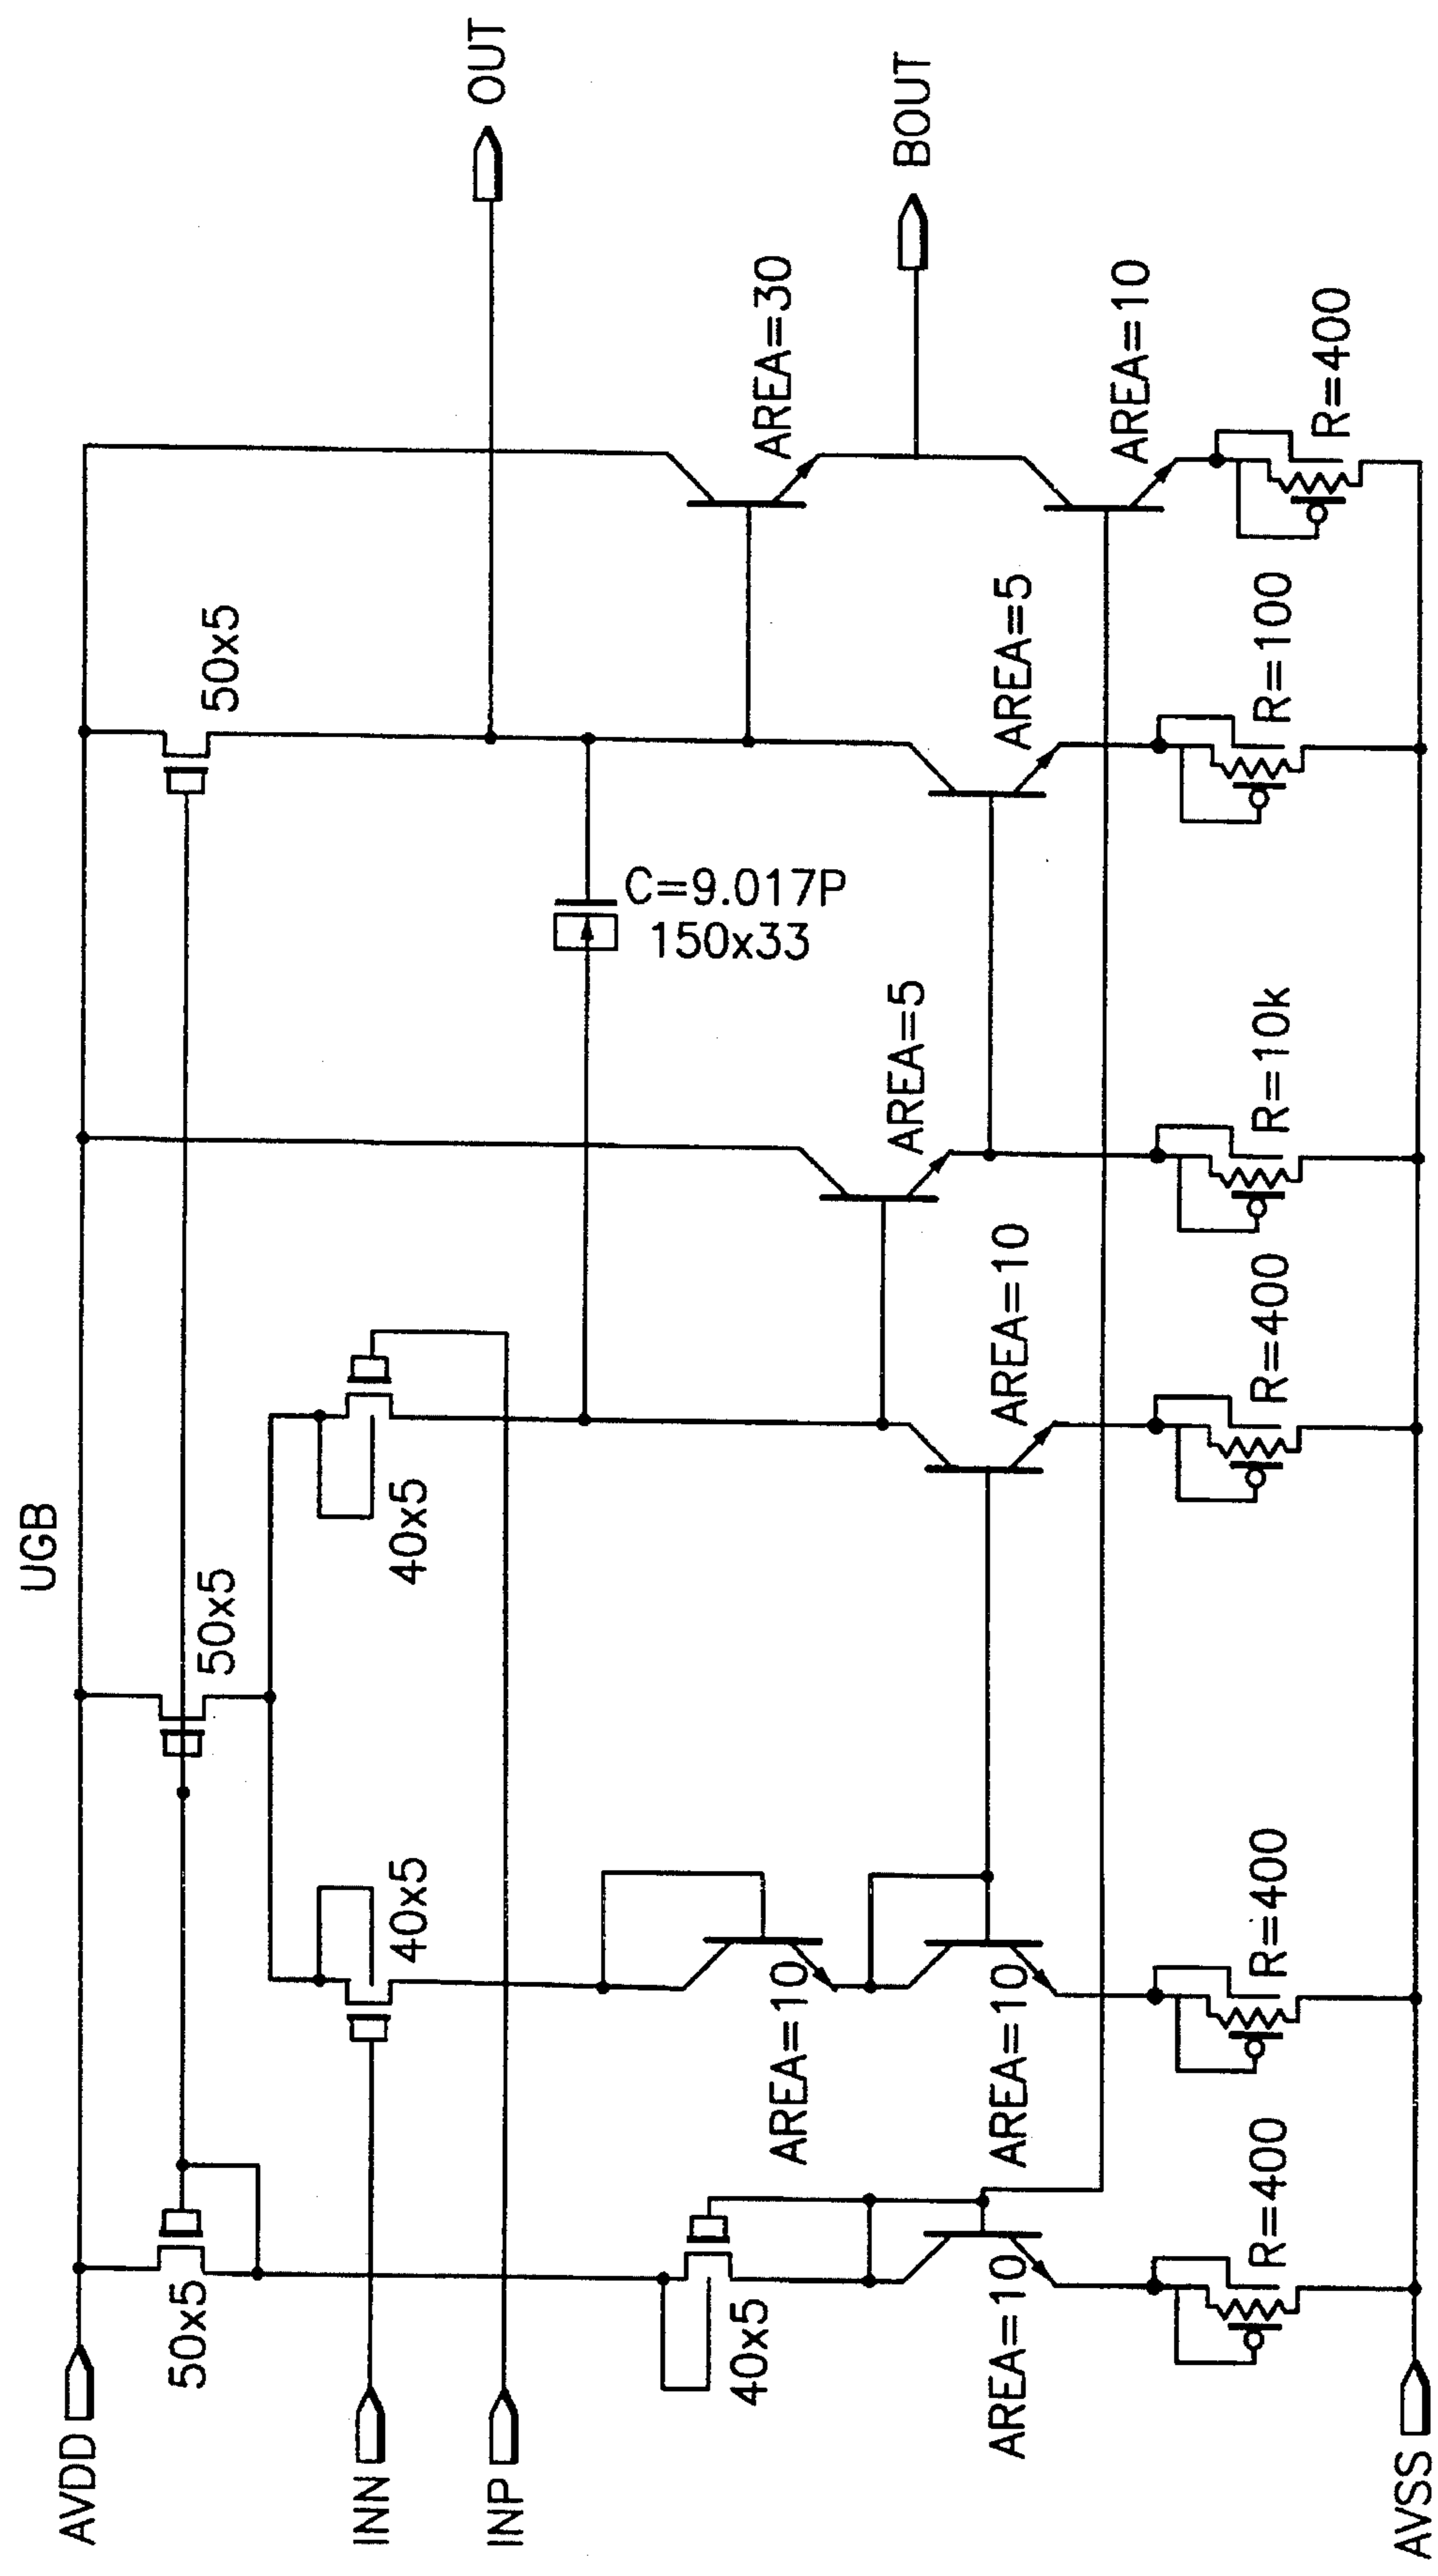 UGB
AVDD
INN
INP
AVSS
50x5
50x5
50x5
40x5
40x5
40x5
AREA=10
AREA=10
AREA=10
AREA=10
AREA=5
AREA=5
AREA=30
AREA=10
C=9.017P
150x33
R=400
R=400
R=400
R=10k
R=100
R=400
OUT
BOUT